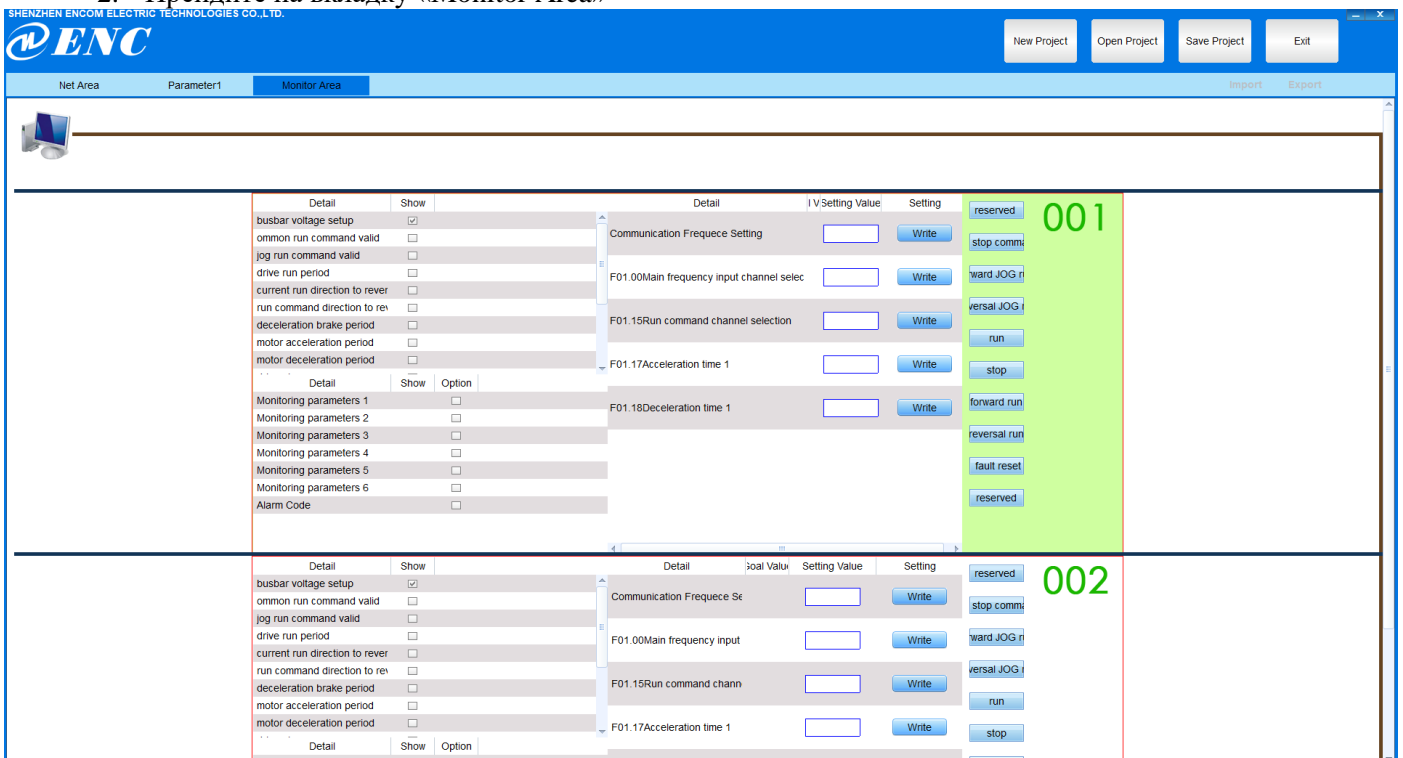 2. Прейдите на вкладку «Monitor Area»
SHENZHEN ENCOM ELECTRIC TECHNOLOGIES CO.,LTD.
ENC
New Project Open Project Save Project Exit
Net Area Parameter1 Monitor Area Import Export
001
Detail Show
busbar voltage setup
ommon run command valid
jog run command valid
drive run period
current run direction to rever
run command direction to rev
deceleration brake period
motor acceleration period
motor deceleration period
Detail Show Option
Monitoring parameters 1
Monitoring parameters 2
Monitoring parameters 3
Monitoring parameters 4
Monitoring parameters 5
Monitoring parameters 6
Alarm Code
Detail l V Setting Value Setting
Communication Frequece Setting Write
F01.00Main frequency input channel selec Write
F01.15Run command channel selection Write
F01.17Acceleration time 1 Write
F01.18Deceleration time 1 Write
reserved
stop comma
ward JOG r
versal JOG r
run
stop
forward run
reversal run
fault reset
reserved
002
Detail Show
busbar voltage setup
ommon run command valid
jog run command valid
drive run period
current run direction to rever
run command direction to rev
deceleration brake period
motor acceleration period
motor deceleration period
Detail Show Option
Detail Goal Value Setting Value Setting
Communication Frequece Se Write
F01.00Main frequency input Write
F01.15Run command chann Write
F01.17Acceleration time 1 Write
reserved
stop comma
ward JOG r
versal JOG r
run
stop